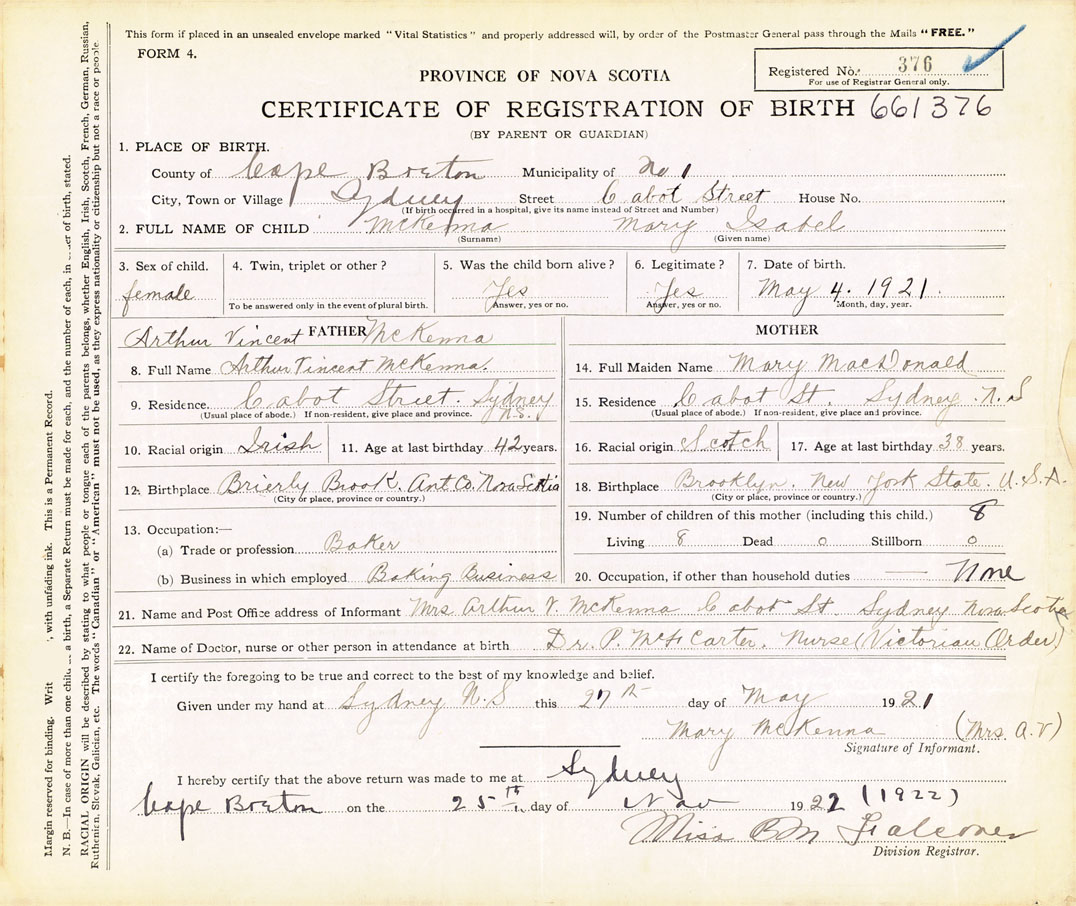 This form if placed in an unsealed envelope marked "Vital Statistics" and properly addressed will, by order of the Postmaster General pass through the Mails "FREE."
FORM 4.
Registered No. 376
For use of Registrar General only.
PROVINCE OF NOVA SCOTIA
CERTIFICATE OF REGISTRATION OF BIRTH 661376
(BY PARENT OR GUARDIAN)
1. PLACE OF BIRTH.
County of Cape Breton Municipality of No 1
City, Town or Village Sydney Street Cabot Street House No.
(If birth occurred in a hospital, give its name instead of Street and Number)
2. FULL NAME OF CHILD McKenna Mary Isabel
(Surname) (Given name)
3. Sex of child. 4. Twin, triplet or other? 5. Was the child born alive? 6. Legitimate? 7. Date of birth.
female Yes Yes May 4. 1921.
To be answered only in the event of plural birth. Answer, yes or no. Answer, yes or no. Month, day, year.
Arthur Vincent FATHER McKenna MOTHER
8. Full Name Arthur Vincent McKenna. 14. Full Maiden Name Mary MacDonald
9. Residence. Cabot Street. Sydney N.S. 15. Residence Cabot St. Sydney. N.S
(Usual place of abode.) If non-resident, give place and province. (Usual place of abode.) If non-resident, give place and province.
10. Racial origin Irish 11. Age at last birthday 42 years. 16. Racial origin Scotch 17. Age at last birthday 38 years.
12. Birthplace Brierly Brook. Ant. Co. Nova Scotia 18. Birthplace Brooklyn. New York State. U.S.A.
(City or place, province or country.) (City or place, province or country.)
19. Number of children of this mother (including this child.) 8
13. Occupation:—
(a) Trade or profession Baker Living 8 Dead 0 Stillborn 0
(b) Business in which employed Baking Business 20. Occupation, if other than household duties — None
21. Name and Post Office address of Informant Mrs Arthur V. McKenna Cabot St Sydney Nova Scotia
22. Name of Doctor, nurse or other person in attendance at birth Dr. P. McF Carter. Nurse (Victorian Order)
I certify the foregoing to be true and correct to the best of my knowledge and belief.
Given under my hand at Sydney N.S this 27th day of May 1921
Mary McKenna (Mrs. A.V)
Signature of Informant.
I hereby certify that the above return was made to me at Sydney
Cape Breton on the 25th day of Nov 1922 (1922)
Miss B M Falconer
Division Registrar.
Margin reserved for binding. Writ with unfading ink. This is a Permanent Record.
N. B.—In case of more than one child a birth, a Separate Return must be made for each, and the number of each, in of birth, stated.
RACIAL ORIGIN will be described by stating to what people or tongue each of the parents belongs, whether English, Irish, Scotch, French, German, Russian,
Ruthenian, Slovak, Galician, etc. The words "Canadian" or "American" must not be used, as they express nationality or citizenship but not a race or people